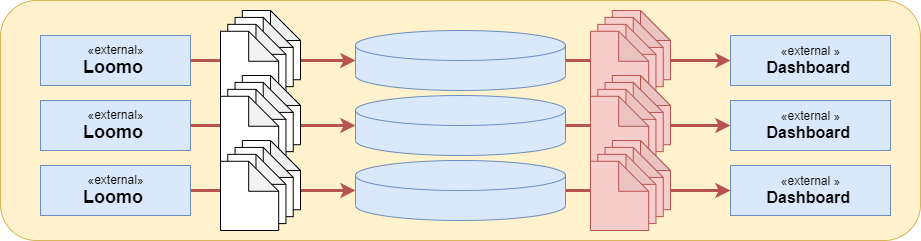 «external»
Loomo
«external »
Dashboard
«external»
Loomo
«external »
Dashboard
«external»
Loomo
«external »
Dashboard